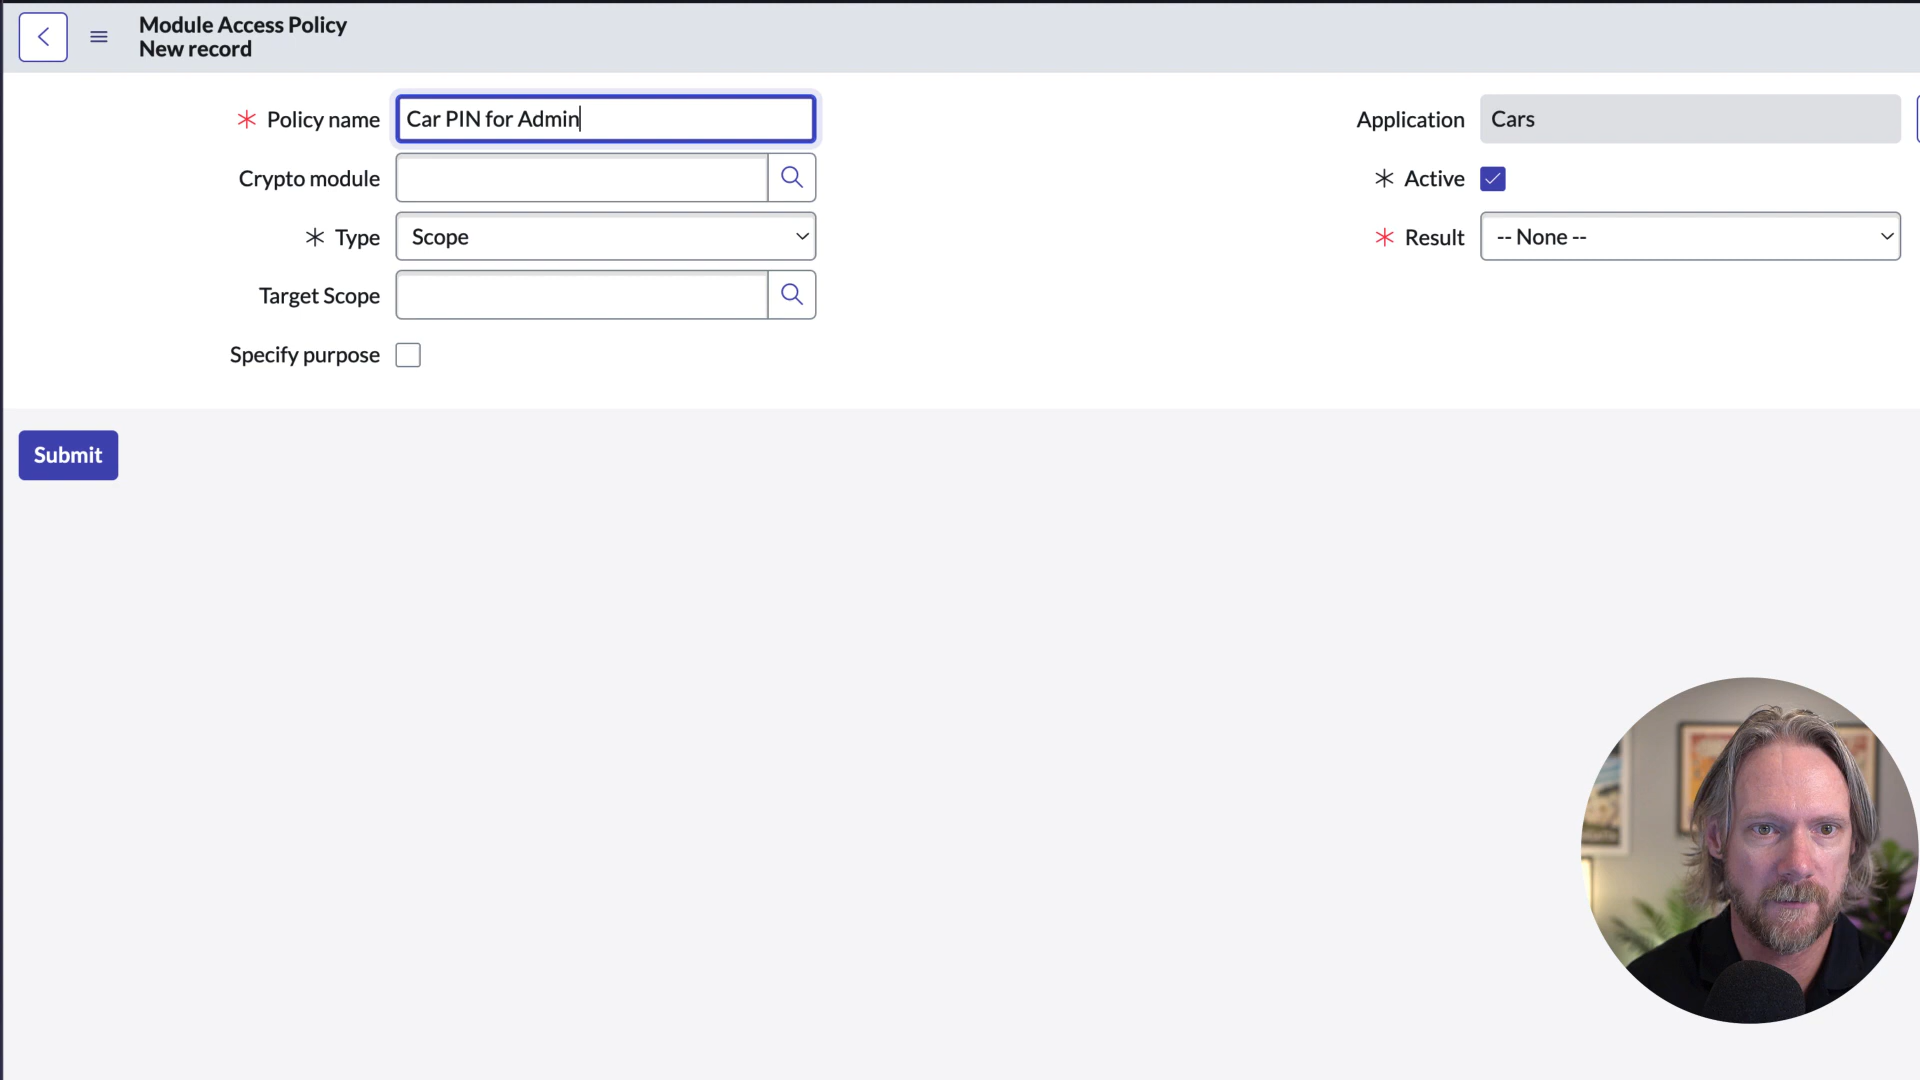 Module Access Policy
New record
Policy name
Car PIN for Admin
Application
Cars
Crypto module
Active
Type
Scope
Result
-- None --
Target Scope
Specify purpose
Submit